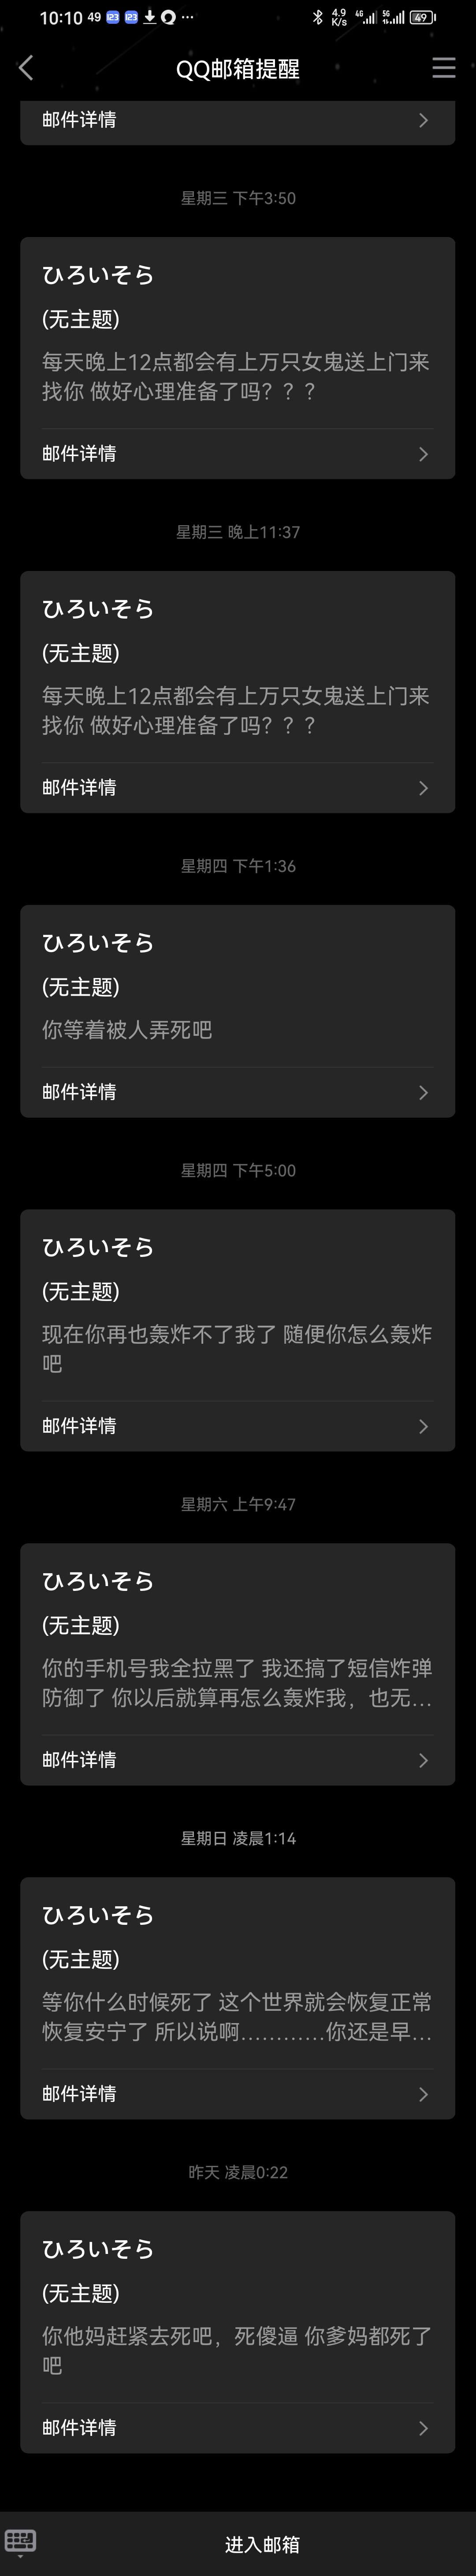 10:10 49 123 123 ···
4.9 K/s 4G 5G 49
QQ邮箱提醒
邮件详情
星期三 下午3:50
ひろいそら
(无主题)
每天晚上12点都会有上万只女鬼送上门来
找你 做好心理准备了吗？？？
邮件详情
星期三 晚上11:37
ひろいそら
(无主题)
每天晚上12点都会有上万只女鬼送上门来
找你 做好心理准备了吗？？？
邮件详情
星期四 下午1:36
ひろいそら
(无主题)
你等着被人弄死吧
邮件详情
星期四 下午5:00
ひろいそら
(无主题)
现在你再也轰炸不了我了 随便你怎么轰炸
吧
邮件详情
星期六 上午9:47
ひろいそら
(无主题)
你的手机号我全拉黑了 我还搞了短信炸弹
防御了 你以后就算再怎么轰炸我，也无...
邮件详情
星期日 凌晨1:14
ひろいそら
(无主题)
等你什么时候死了 这个世界就会恢复正常
恢复安宁了 所以说啊…………你还是早...
邮件详情
昨天 凌晨0:22
ひろいそら
(无主题)
你他妈赶紧去死吧，死傻逼 你爹妈都死了
吧
邮件详情
进入邮箱